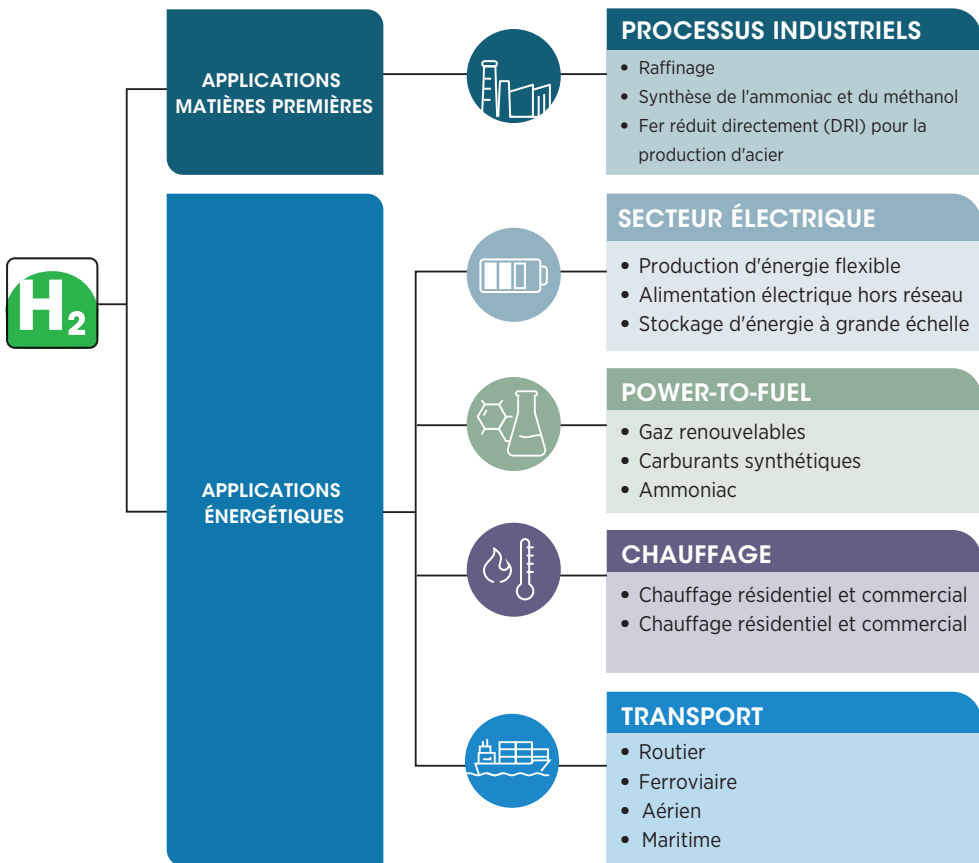 H2
APPLICATIONS
MATIÈRES PREMIÈRES
PROCESSUS INDUSTRIELS
• Raffinage
• Synthèse de l'ammoniac et du méthanol
• Fer réduit directement (DRI) pour la
production d'acier
APPLICATIONS
ÉNERGÉTIQUES
SECTEUR ÉLECTRIQUE
• Production d'énergie flexible
• Alimentation électrique hors réseau
• Stockage d'énergie à grande échelle
POWER-TO-FUEL
• Gaz renouvelables
• Carburants synthétiques
• Ammoniac
CHAUFFAGE
• Chauffage résidentiel et commercial
• Chauffage résidentiel et commercial
TRANSPORT
• Routier
• Ferroviaire
• Aérien
• Maritime